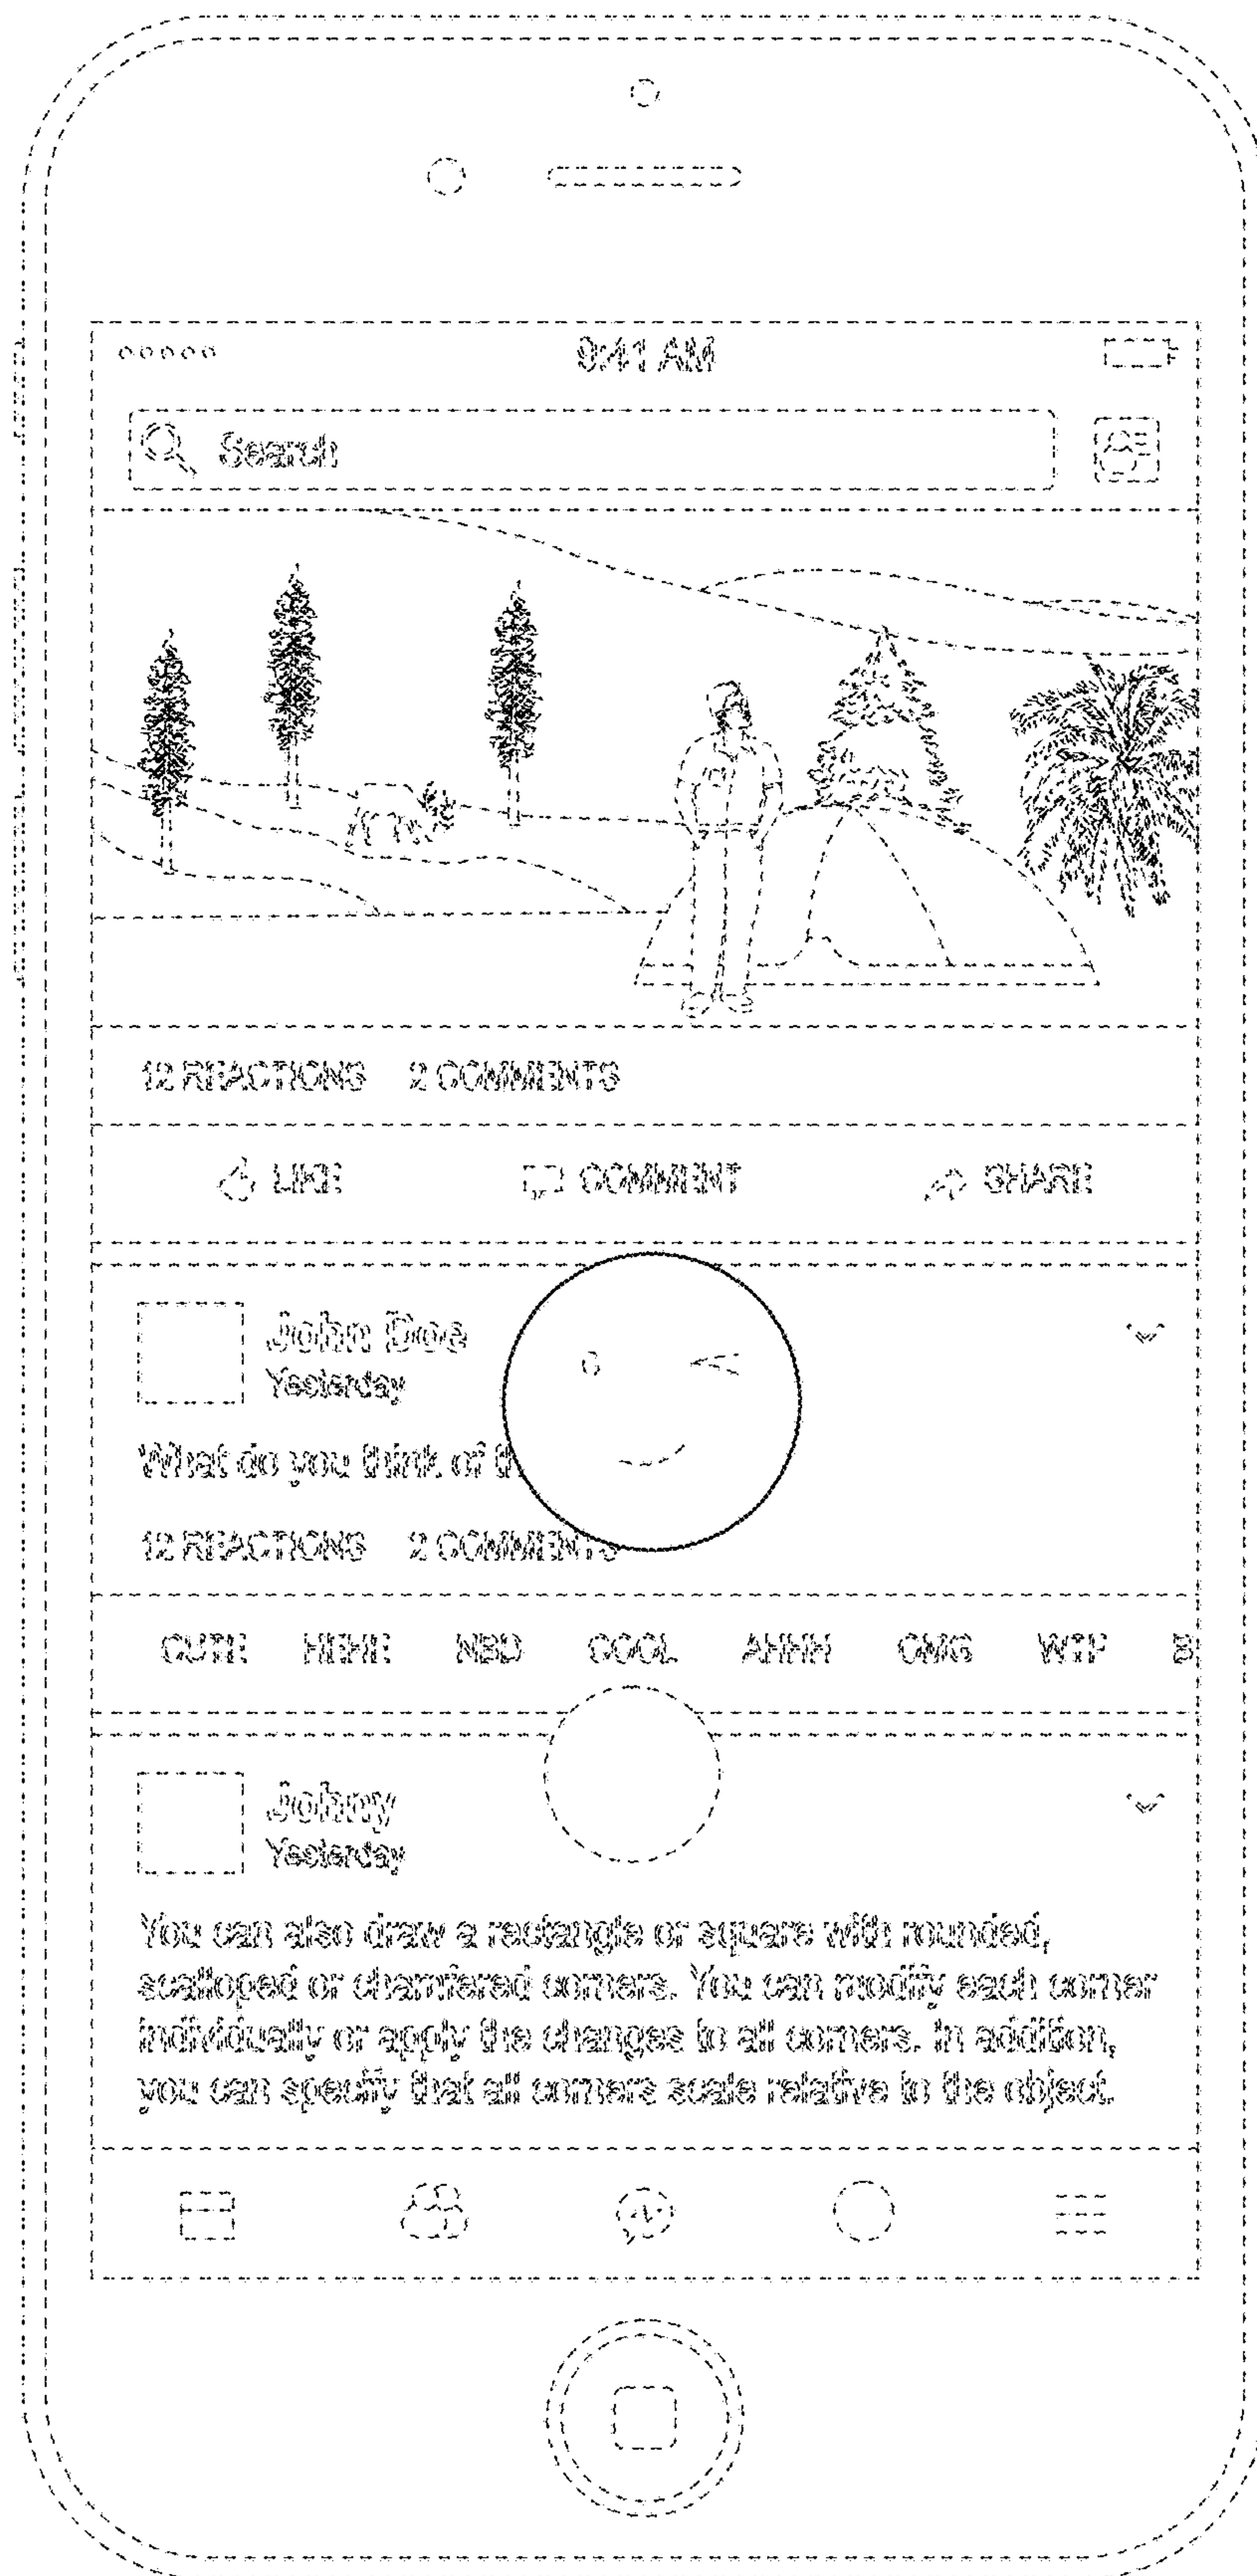 9:41 AM
Search
12 REACTIONS 2 COMMENTS
LIKE COMMENT SHARE
John Doe
Yesterday
What do you think of th
12 REACTIONS 2 COMMENTS
CUTE HEHE NBD COOL AHHH OMG WTF B
Johny
Yesterday
You can also draw a rectangle or square with rounded,
scalloped or chamfered corners. You can modify each corner
individually or apply the changes to all corners. In addition,
you can specify that all corners scale relative to the object.